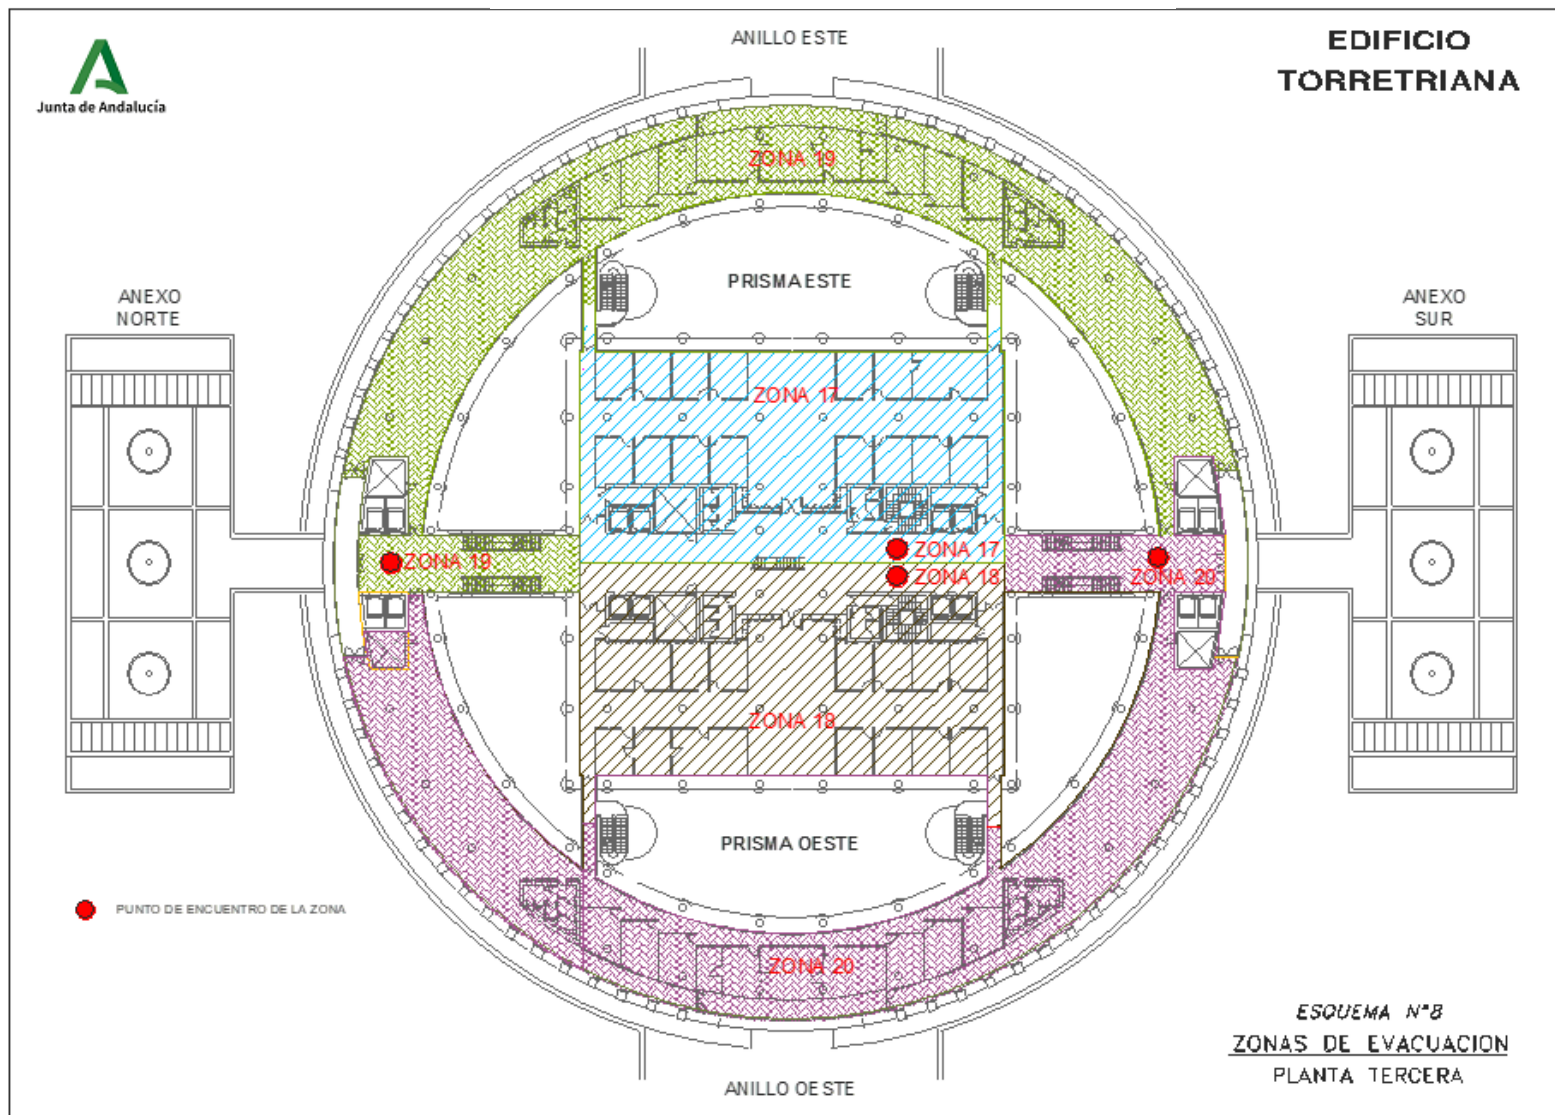 ANILLO ESTE
EDIFICIO
TORRETRIANA
Junta de Andalucía
ZONA 19
PRISMA ESTE
ANEXO
NORTE
ANEXO
SUR
ZONA 17
ZONA 17
ZONA 19
ZONA 18
ZONA 20
ZONA 18
PRISMA OESTE
PUNTO DE ENCUENTRO DE LA ZONA
ZONA 20
ESQUEMA Nº8
ZONAS DE EVACUACION
PLANTA TERCERA
ANILLO OESTE